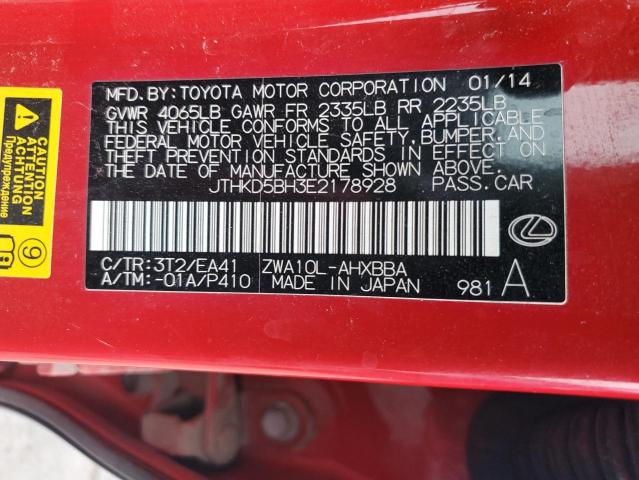 MFD.BY:TOYOTA MOTOR CORPORATION 01/14
GVWR 4065LB GAWR FR 2335LB RR 2235LB
THIS VEHICLE CONFORMS TO ALL APPLICABLE
FEDERAL MOTOR VEHICLE SAFETY,BUMPER,AND
THEFT PREVENTION STANDARDS IN EFFECT ON
THE DATE OF MANUFACTURE SHOWN ABOVE.
JTHKD5BH3E2178928 PASS.CAR
C/TR:3T2/EA41 ZWA10L-AHXBBA
A/TM:-01A/P410 MADE IN JAPAN 981 A
CAUTION
ATTENTION
ACHTUNG
Предупреждение
9